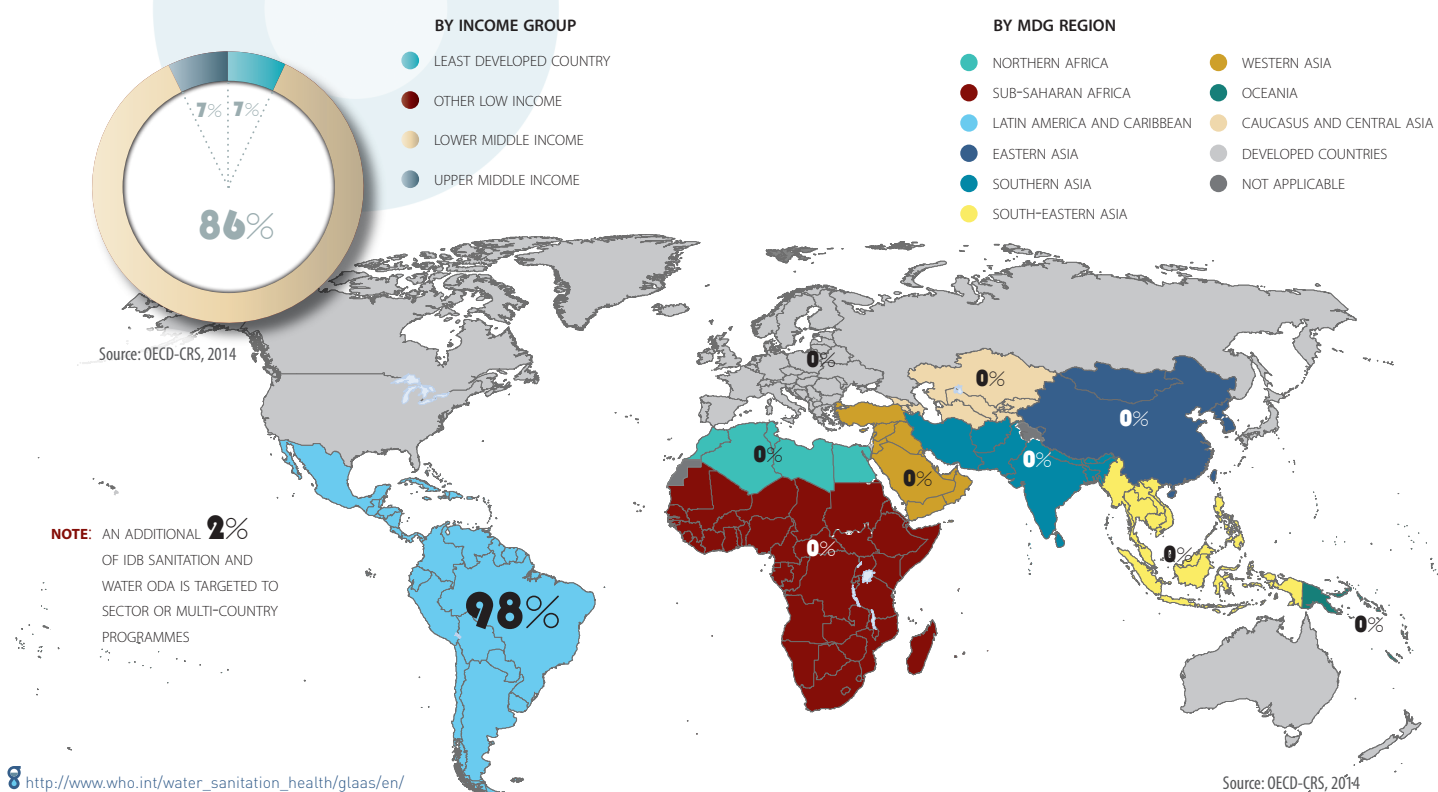 BY INCOME GROUP
LEAST DEVELOPED COUNTRY
OTHER LOW INCOME
LOWER MIDDLE INCOME
UPPER MIDDLE INCOME
7% 7%
86%
Source: OECD-CRS, 2014
BY MDG REGION
NORTHERN AFRICA
SUB-SAHARAN AFRICA
LATIN AMERICA AND CARIBBEAN
EASTERN ASIA
SOUTHERN ASIA
SOUTH-EASTERN ASIA
WESTERN ASIA
OCEANIA
CAUCASUS AND CENTRAL ASIA
DEVELOPED COUNTRIES
NOT APPLICABLE
0%
0%
0%
0%
0%
0%
0%
0%
0%
98%
NOTE: AN ADDITIONAL 2%
OF IDB SANITATION AND
WATER ODA IS TARGETED TO
SECTOR OR MULTI-COUNTRY
PROGRAMMES
http://www.who.int/water_sanitation_health/glaas/en/
Source: OECD-CRS, 2014